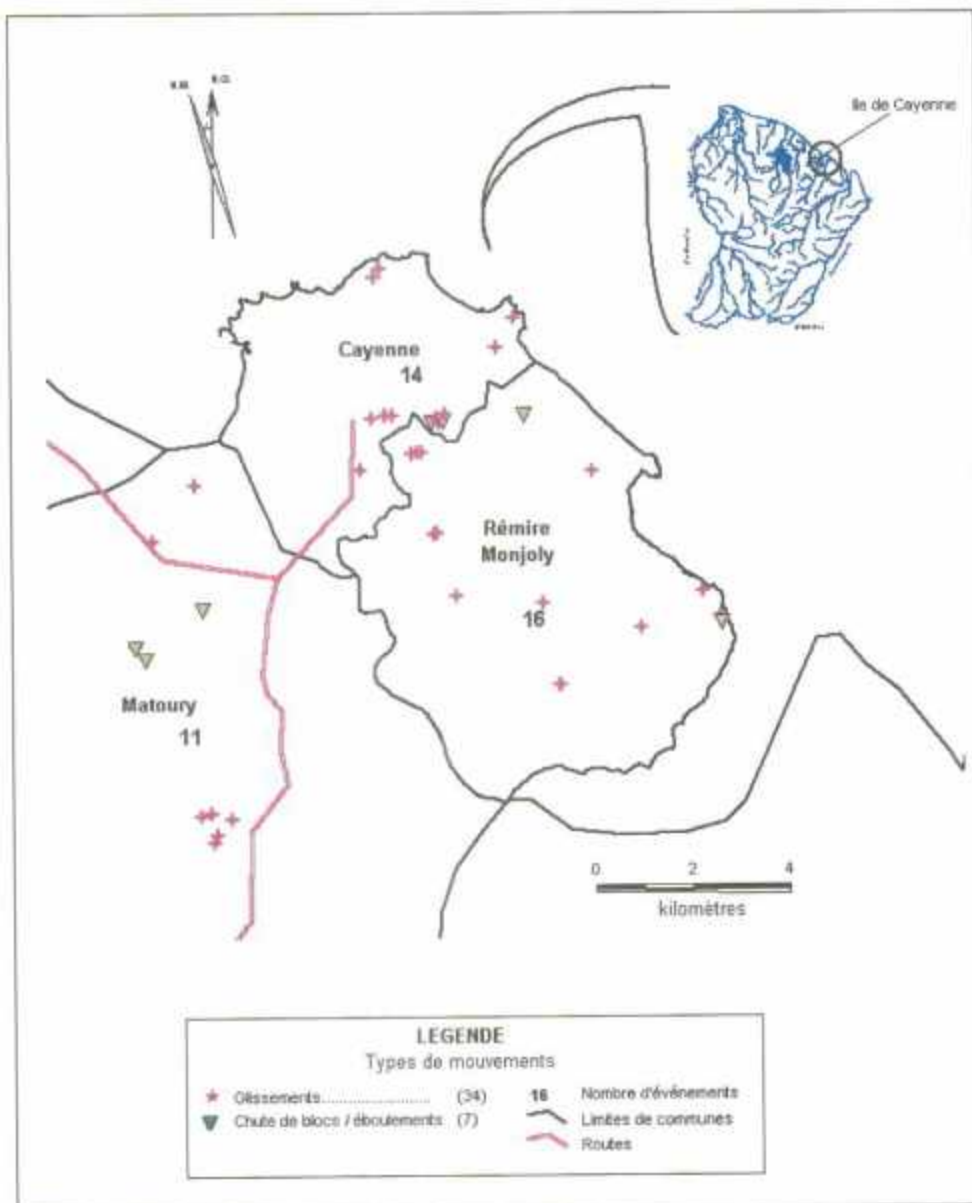 N.M. N.G.
Ile de Cayenne
Cayenne
14
Rémire
Monjoly
16
Matoury
11
0 2 4
kilomètres
LEGENDE
Types de mouvements
Glissements.......................... (34)
Chute de blocs / éboulements (7)
16 Nombre d'événements
Limites de communes
Routes